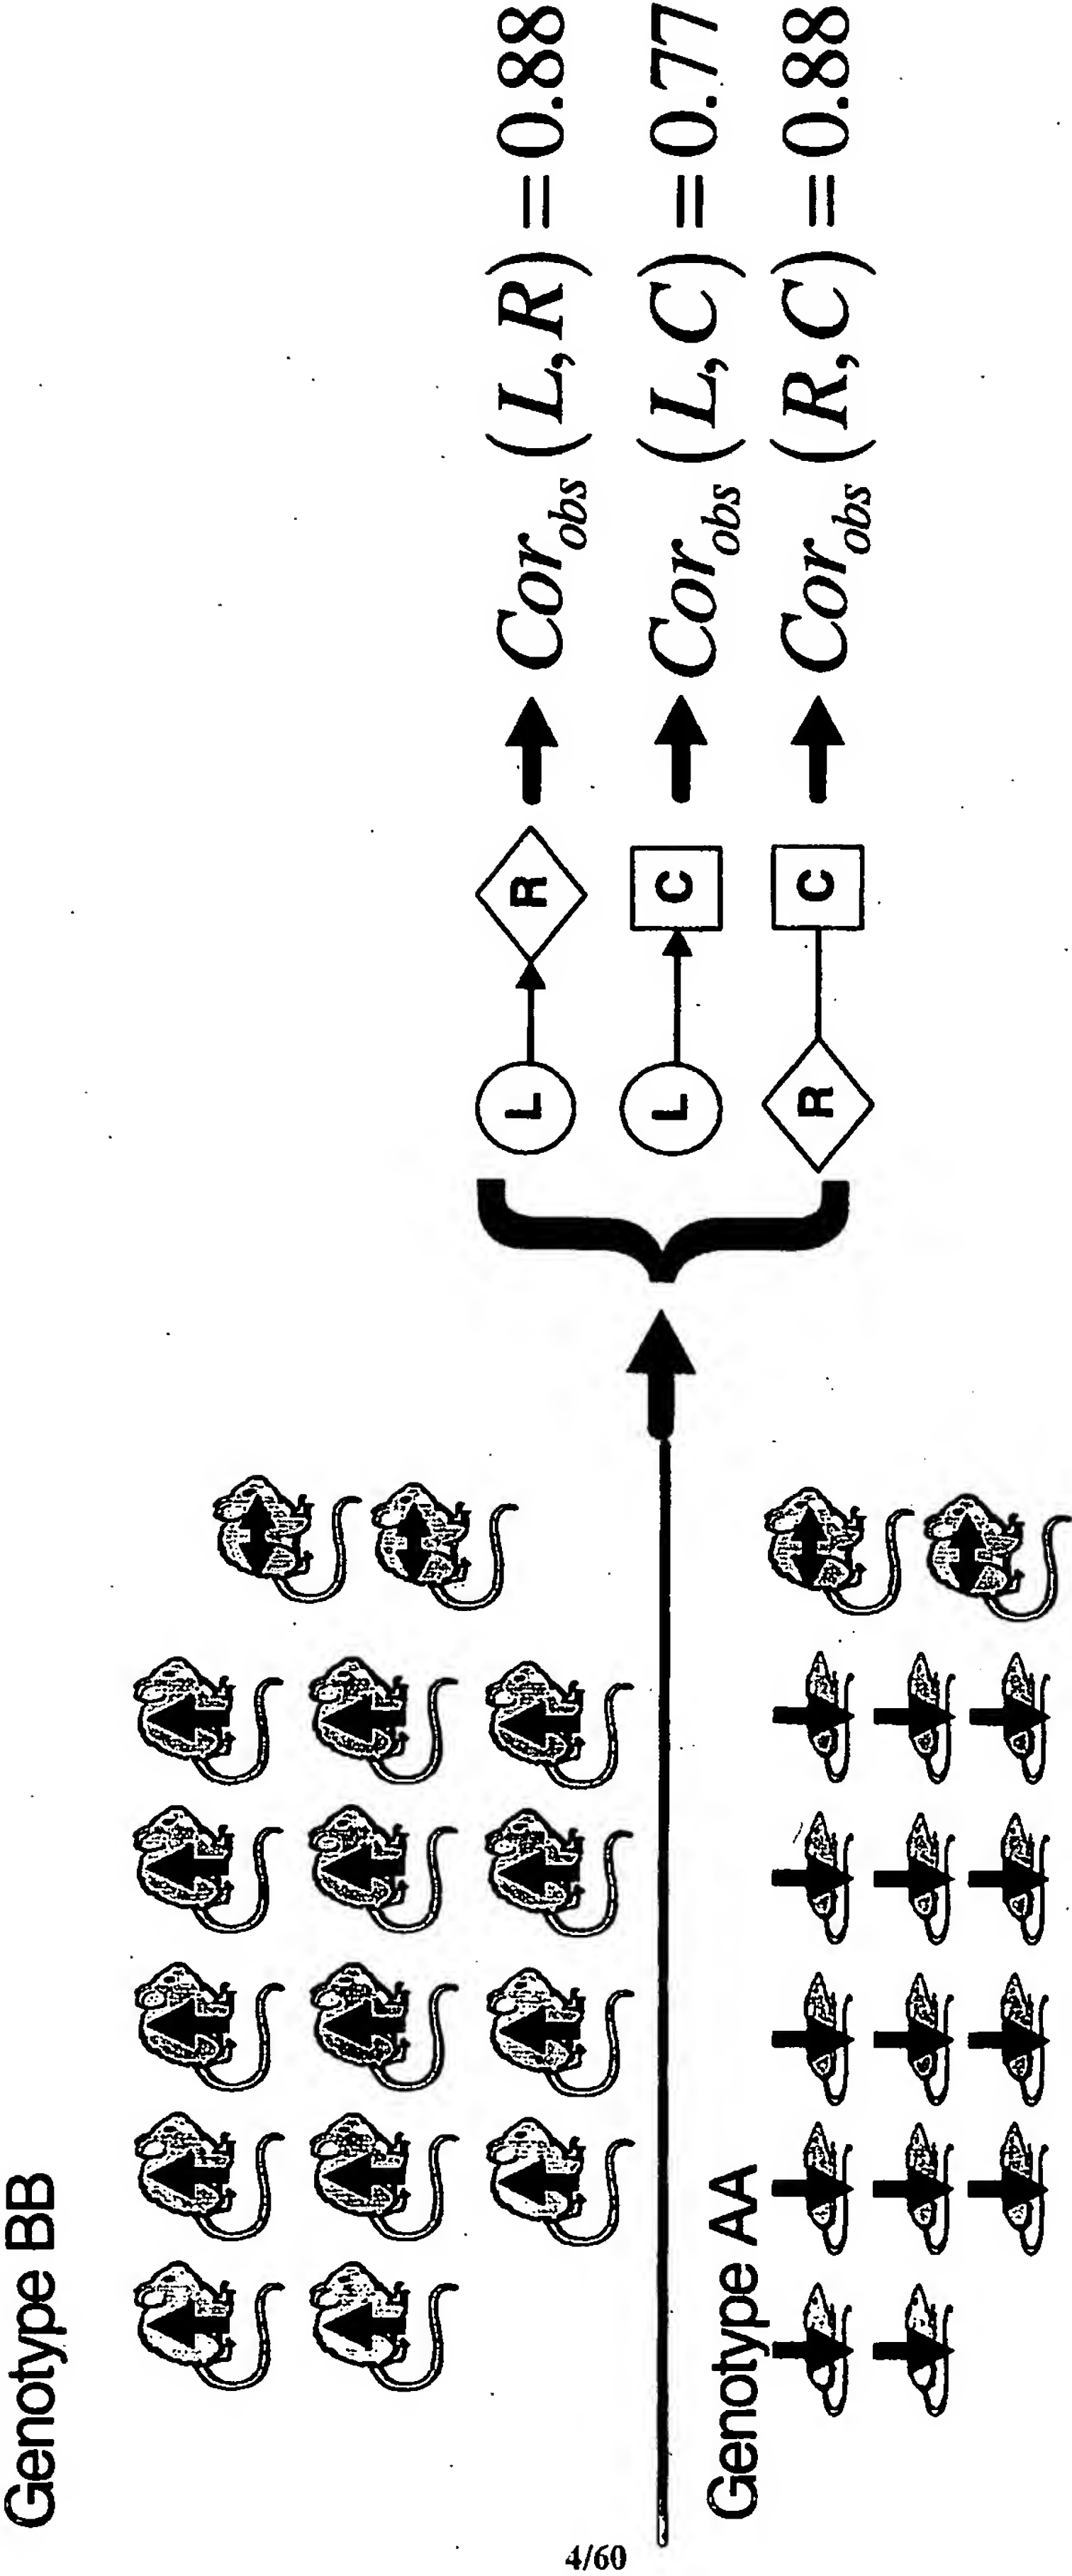 Genotype BB
L R Cor_obs (L,R) = 0.88
L C Cor_obs (L,C) = 0.77
R C Cor_obs (R,C) = 0.88
Genotype AA
4/60